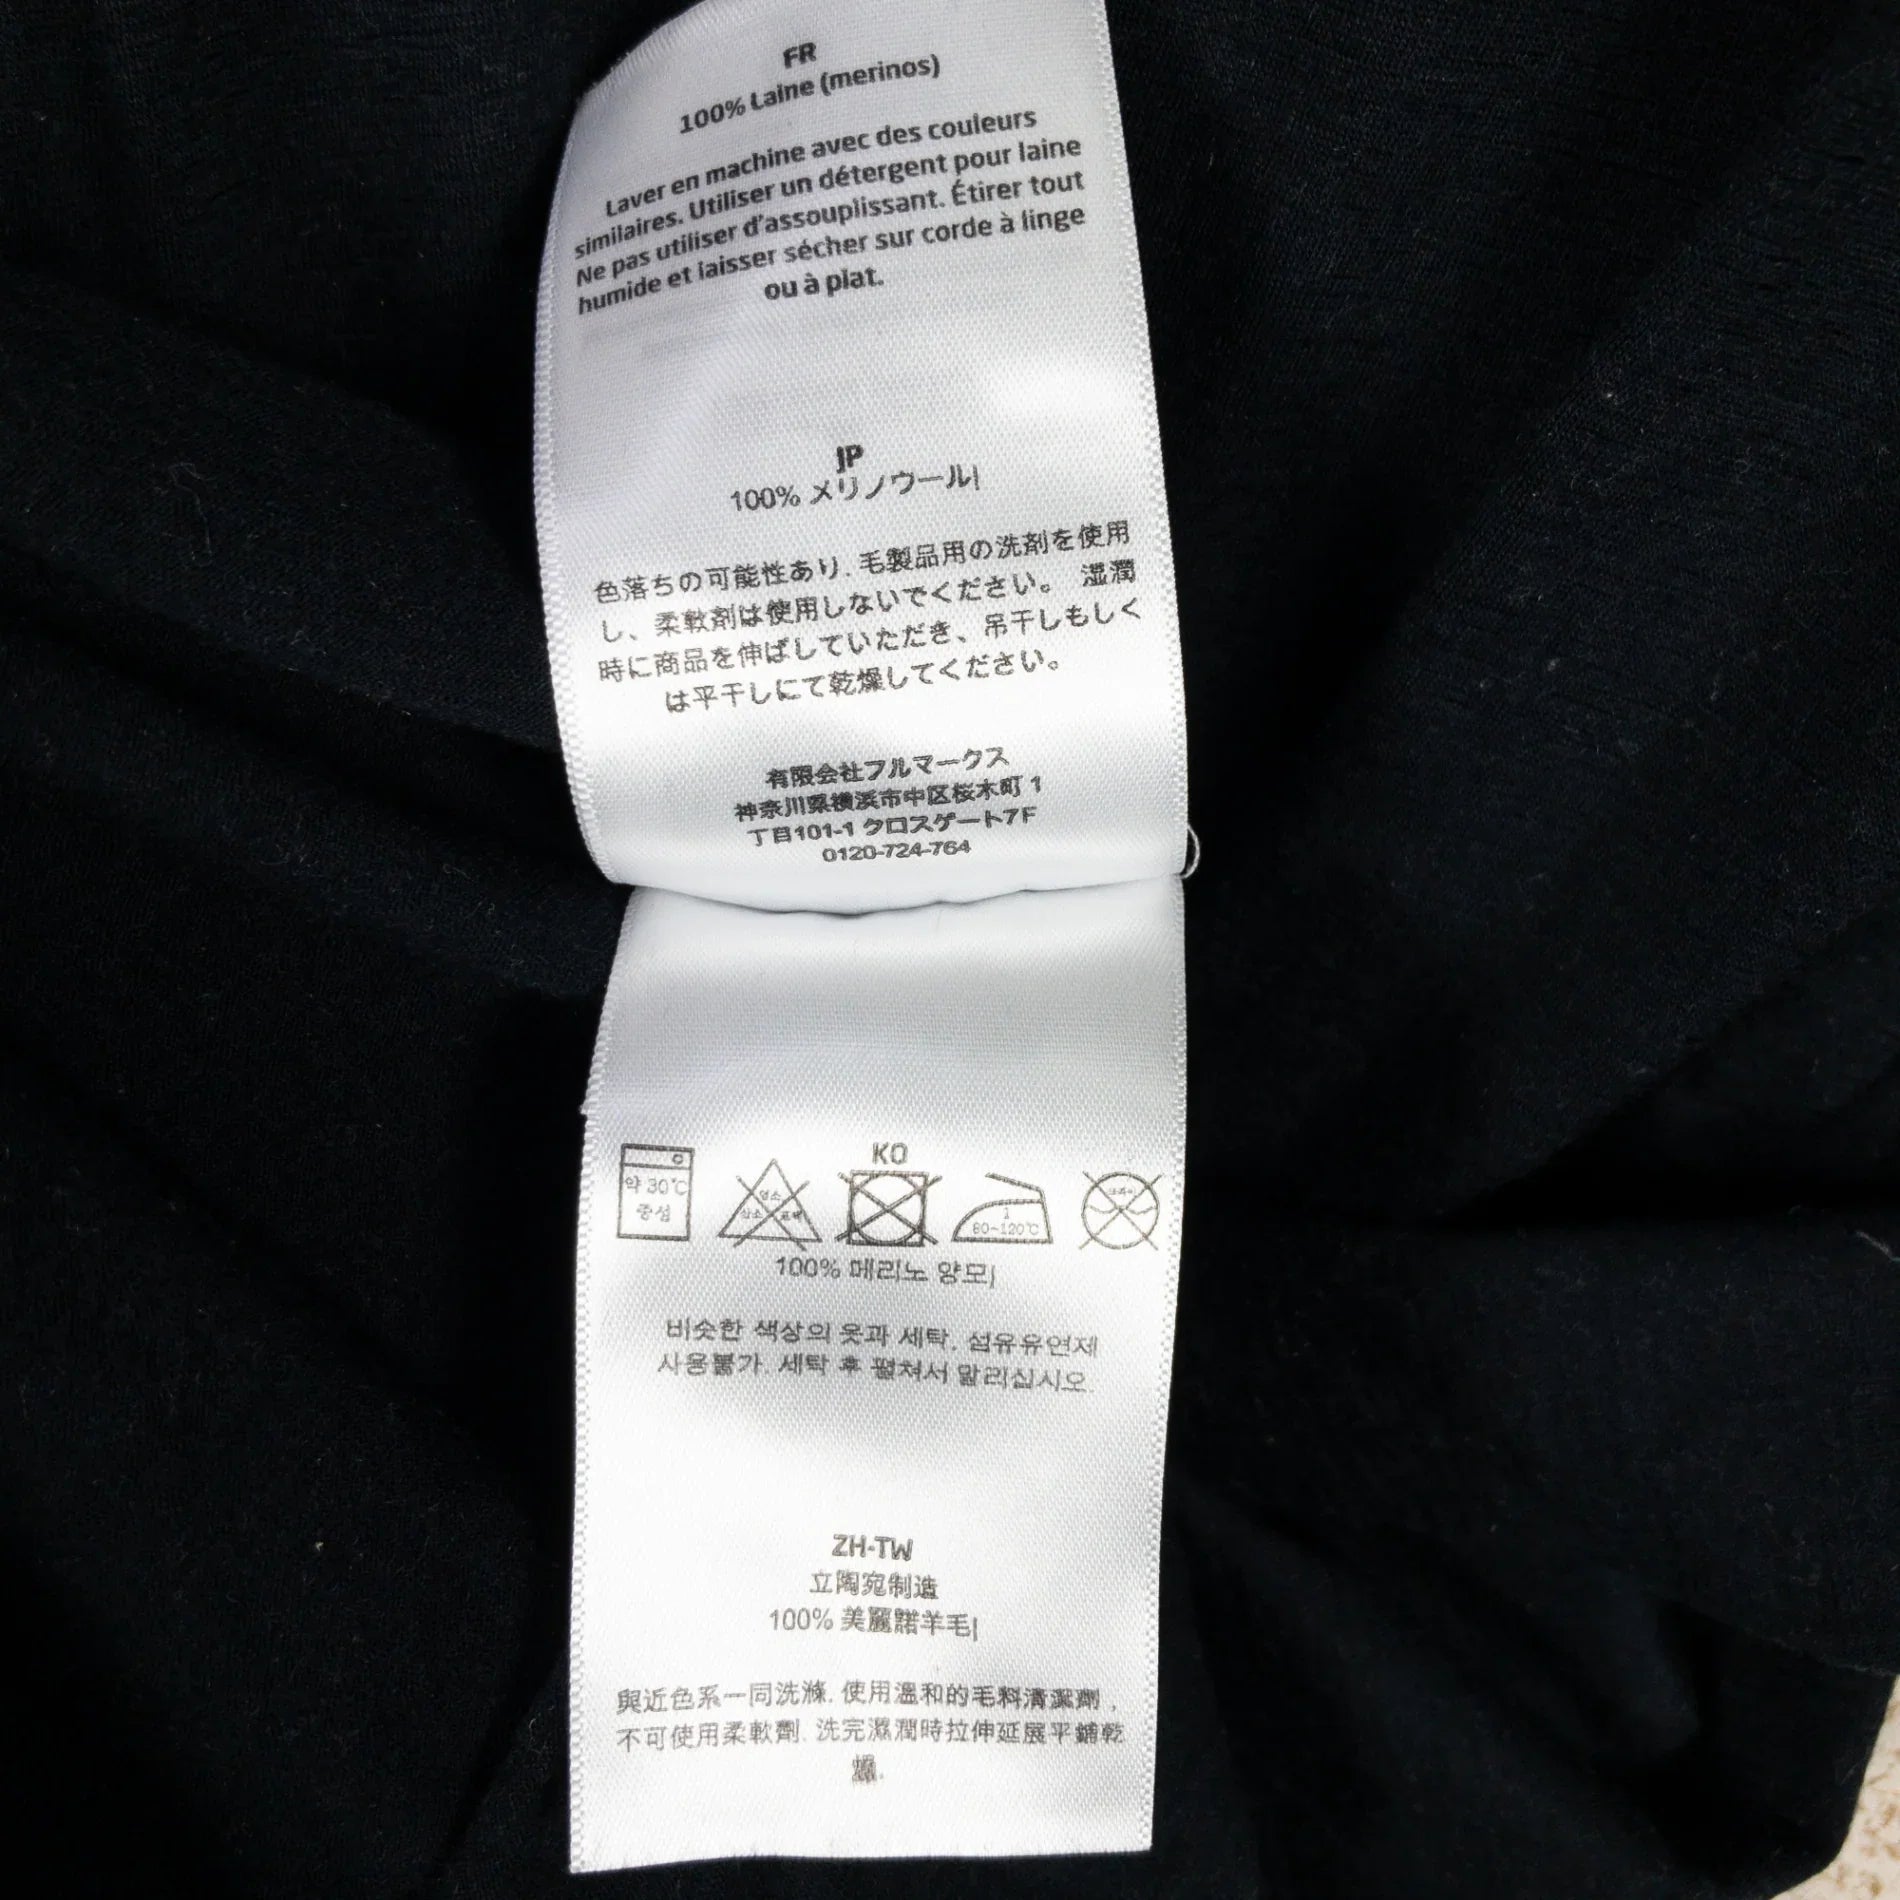 FR
100% Laine (merinos)
Laver en machine avec des couleurs
similaires. Utiliser un détergent pour laine
Ne pas utiliser d'assouplissant. Étirer tout
humide et laisser sécher sur corde à linge
ou à plat.
JP
100% メリノウール|
色落ちの可能性あり. 毛製品用の洗剤を使用
し、柔軟剤は使用しないでください。 湿潤
時に商品を伸ばしていただき、吊干しもしく
は平干しにて乾燥してください。
有限会社フルマークス
神奈川県横浜市中区桜木町 1
丁目101-1 クロスゲート7F
0120-724-764
KO
약 30℃
중성
염소
산소 표백
1
80~120℃
드라이
100% 메리노 양모|
비슷한 색상의 옷과 세탁. 섬유유연제
사용불가. 세탁 후 펼쳐서 말리십시오.
ZH-TW
立陶宛制造
100% 美麗諾羊毛|
與近色系一同洗滌. 使用溫和的毛料清潔劑 ,
不可使用柔軟劑. 洗完濕潤時拉伸延展平鋪乾
燥.